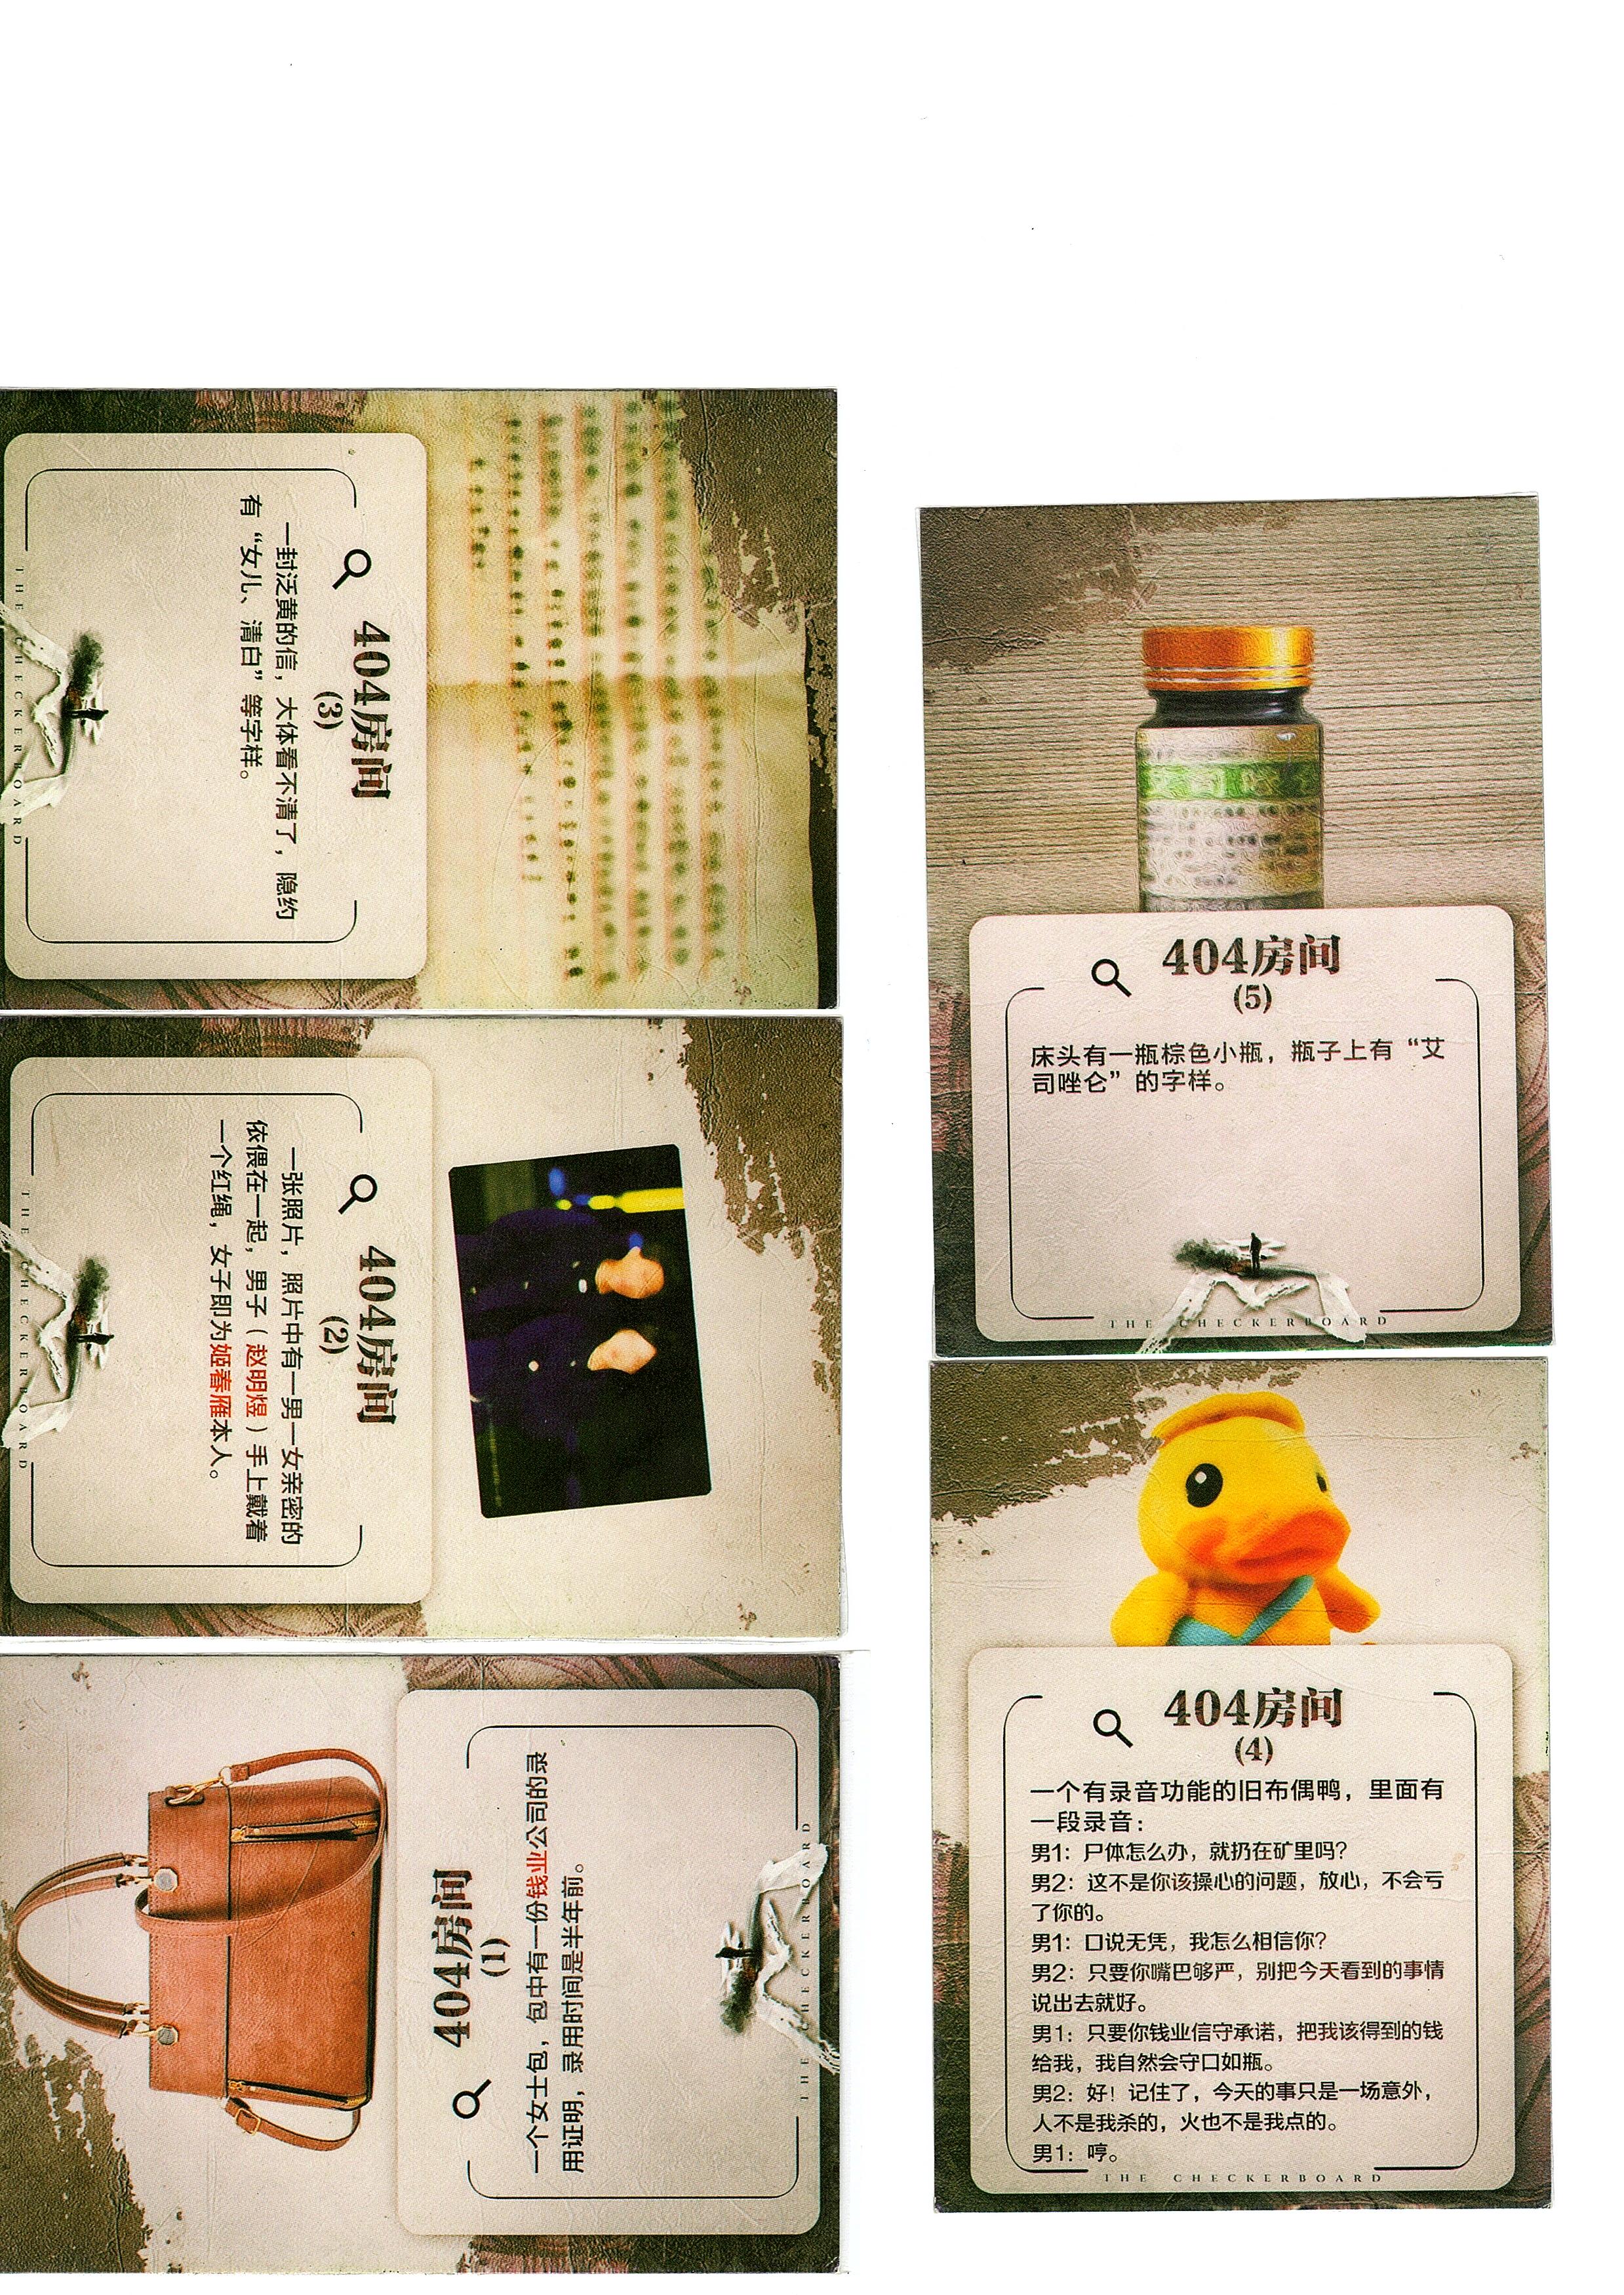 404房间
(3)
一封泛黄的信，大体看不清了，隐约
有“女儿、清白”等字样。
THE CHECKERBOARD
404房间
(2)
一张照片，照片中有一男一女亲密的
依偎在一起，男子（赵明煜）手上戴着
一个红绳，女子即为姬春雁本人。
THE CHECKERBOARD
404房间
(1)
一个女士包，包中有一份钱业公司的录
用证明，录用时间是半年前。
THE CHECKERBOARD
404房间
(5)
床头有一瓶棕色小瓶，瓶子上有“艾
司唑仑”的字样。
THE CHECKERBOARD
404房间
(4)
一个有录音功能的旧布偶鸭，里面有
一段录音：
男1：尸体怎么办，就扔在矿里吗？
男2：这不是你该操心的问题，放心，不会亏
了你的。
男1：口说无凭，我怎么相信你？
男2：只要你嘴巴够严，别把今天看到的事情
说出去就好。
男1：只要你钱业信守承诺，把我该得到的钱
给我，我自然会守口如瓶。
男2：好！记住了，今天的事只是一场意外，
人不是我杀的，火也不是我点的。
男1：哼。
THE CHECKERBOARD